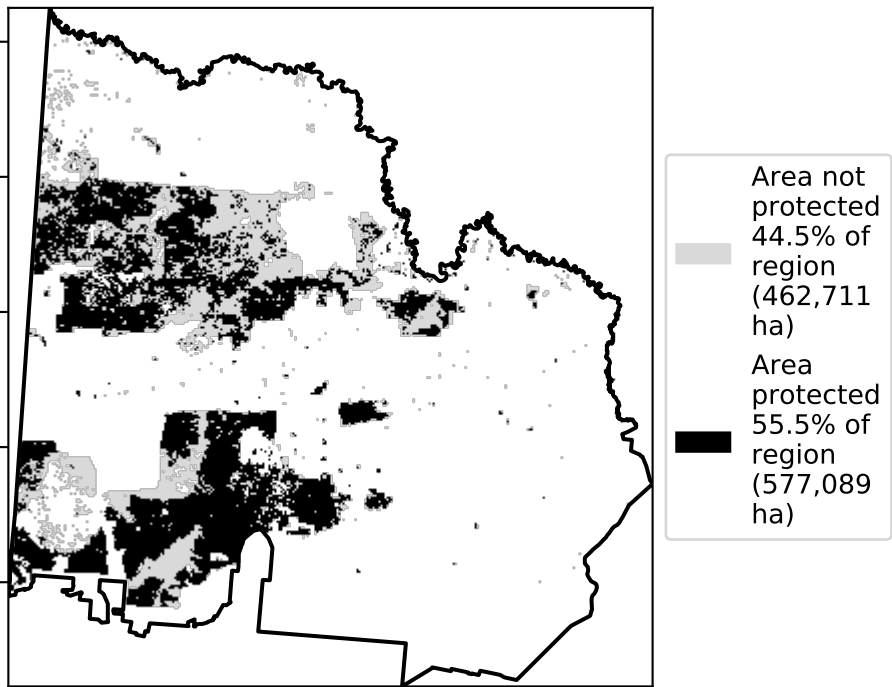 Area not
protected
44.5% of
region
(462,711
ha)
Area
protected
55.5% of
region
(577,089
ha)